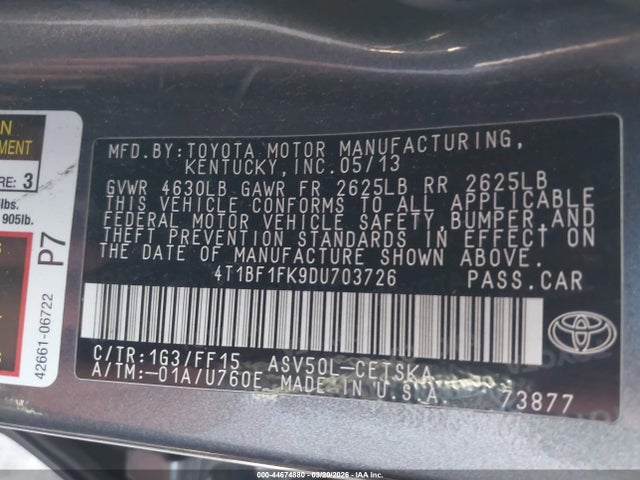 MFD.BY:TOYOTA MOTOR MANUFACTURING,
KENTUCKY,INC.05/13
GVWR 4630LB GAWR FR 2625LB RR 2625LB
THIS VEHICLE CONFORMS TO ALL APPLICABLE
FEDERAL MOTOR VEHICLE SAFETY,BUMPER,AND
THEFT PREVENTION STANDARDS IN EFFECT ON
THE DATE OF MANUFACTURE SHOWN ABOVE.
4T1BF1FK9DU703726 PASS.CAR
C/TR:1G3/FF15 ASV50L-CETSKA
A/TM:-01A/U760E MADE IN U.S.A.
73877
: 3
905lb.
P7
42661-06722
000-44674880 - 03/20/2026 - IAA Inc.